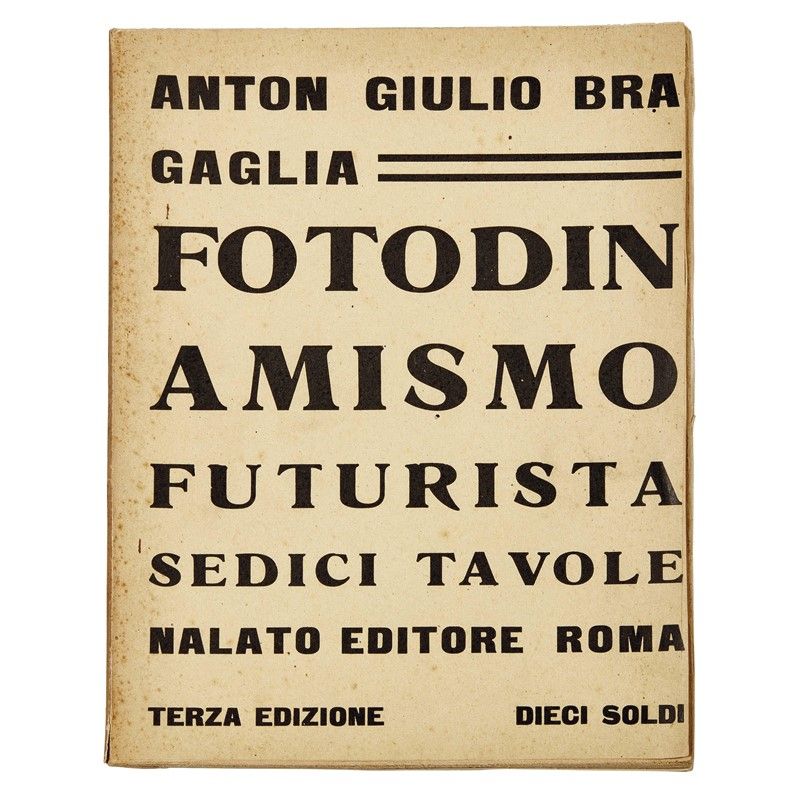 ANTON GIULIO BRA
GAGLIA
FOTODIN
AMISMO
FUTURISTA
SEDICI TAVOLE
NALATO EDITORE ROMA
TERZA EDIZIONE DIECI SOLDI